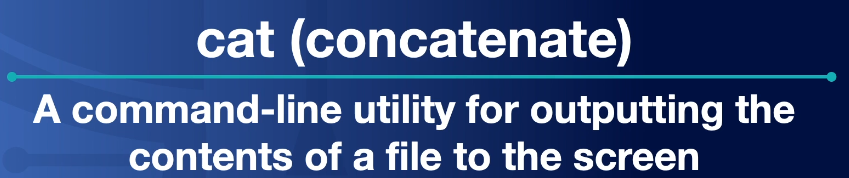 cat (concatenate)
A command-line utility for outputting the
contents of a file to the screen